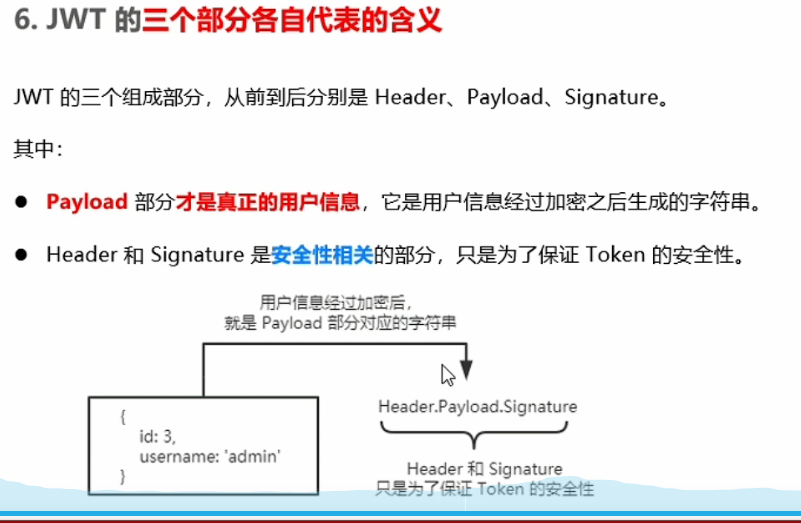 6. JWT 的三个部分各自代表的含义
JWT 的三个组成部分，从前到后分别是 Header、Payload、Signature。
其中：
● Payload 部分才是真正的用户信息，它是用户信息经过加密之后生成的字符串。
● Header 和 Signature 是安全性相关的部分，只是为了保证 Token 的安全性。
用户信息经过加密后，
就是 Payload 部分对应的字符串
{
id: 3,
username: 'admin'
}
Header.Payload.Signature
Header 和 Signature
只是为了保证 Token 的安全性